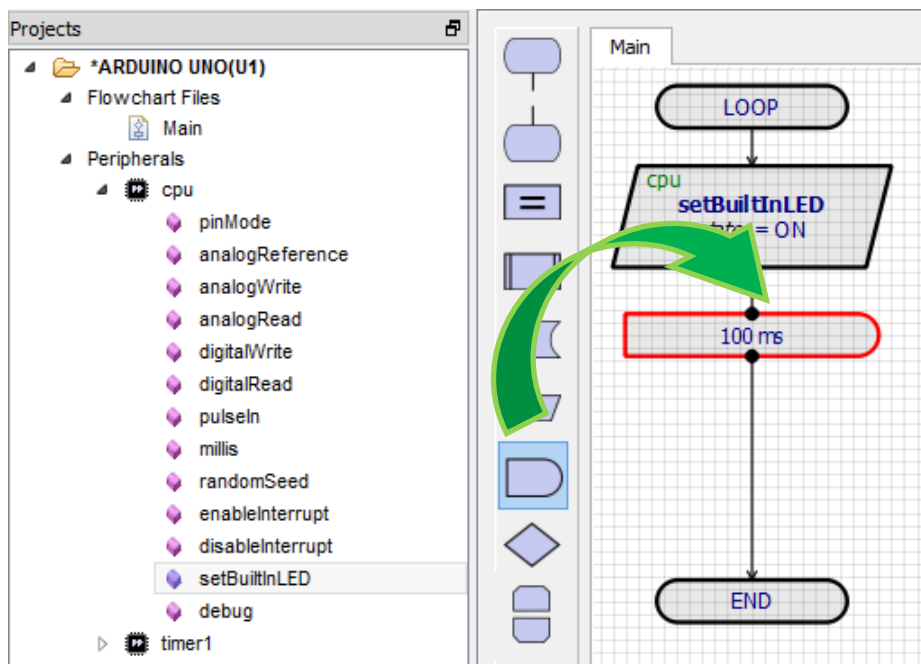 Projects
*ARDUINO UNO(U1)
Flowchart Files
Main
Peripherals
cpu
pinMode
analogReference
analogWrite
analogRead
digitalWrite
digitalRead
pulseIn
millis
randomSeed
enableInterrupt
disableInterrupt
setBuiltInLED
debug
timer1
Main
LOOP
cpu
setBuiltInLED
= ON
100 ms
END